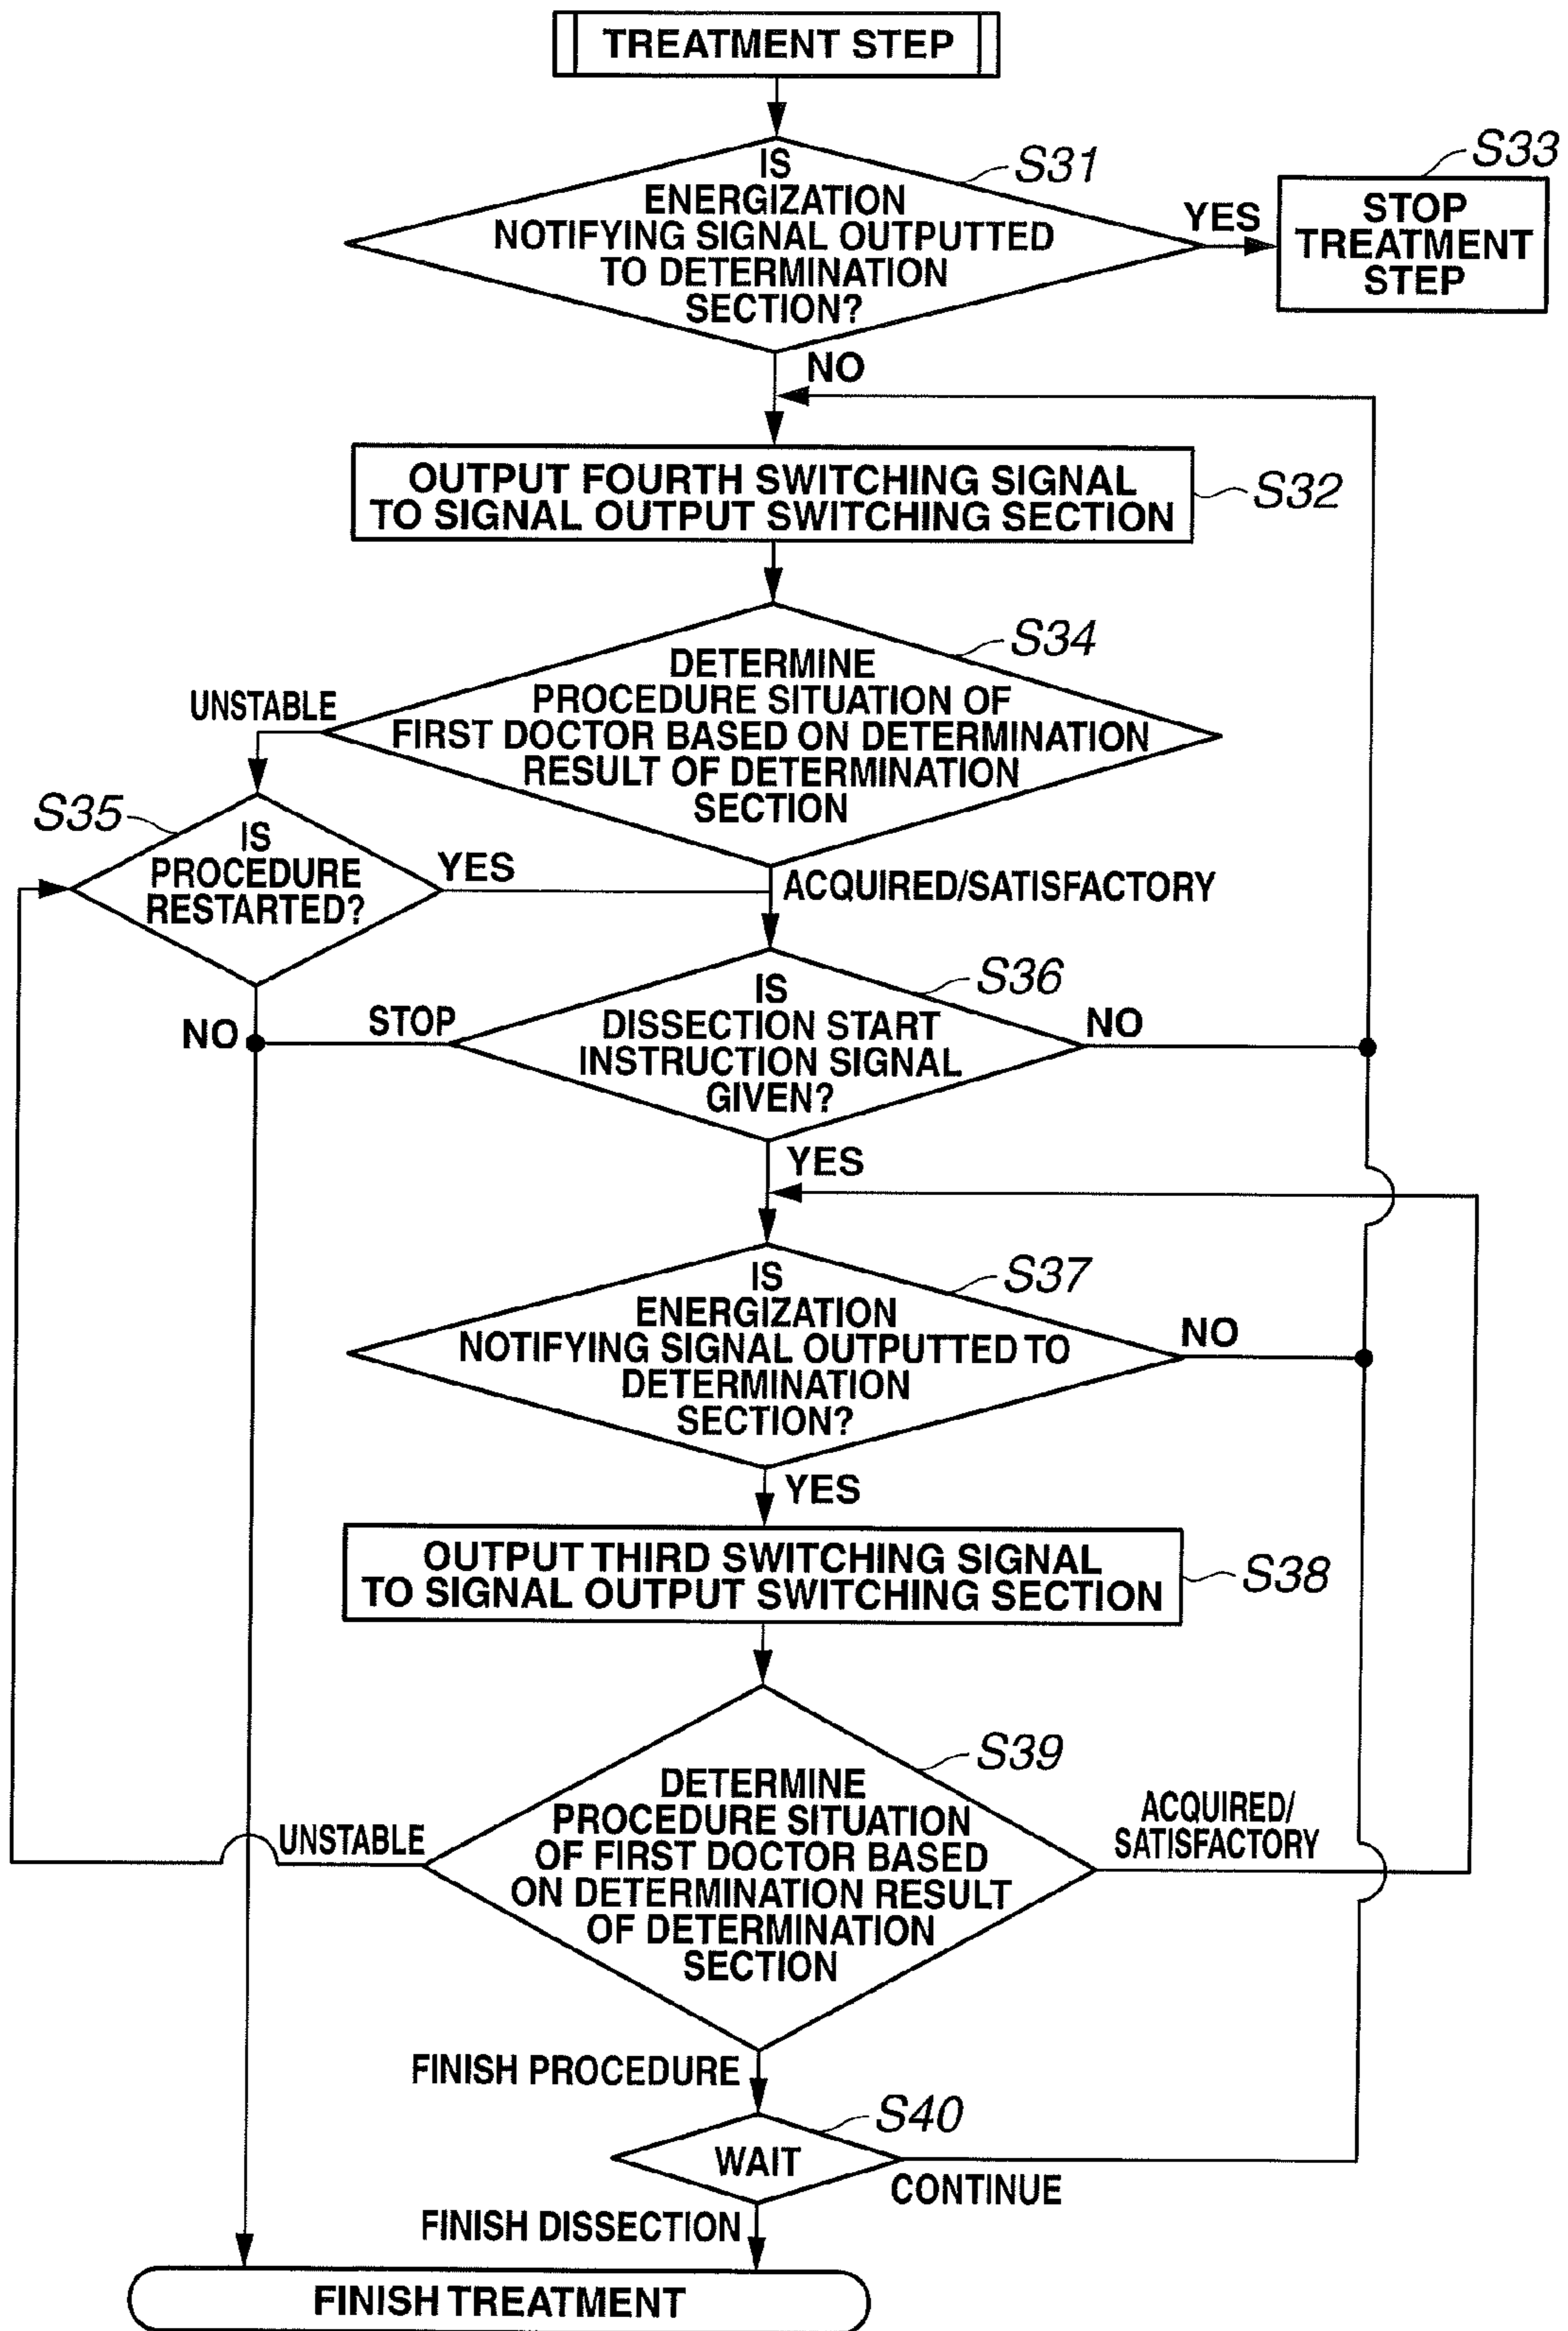 TREATMENT STEP
S31
IS
ENERGIZATION
NOTIFYING SIGNAL OUTPUTTED
TO DETERMINATION
SECTION?
YES
S33
STOP
TREATMENT
STEP
NO
OUTPUT FOURTH SWITCHING SIGNAL
TO SIGNAL OUTPUT SWITCHING SECTION
S32
S34
DETERMINE
PROCEDURE SITUATION OF
FIRST DOCTOR BASED ON DETERMINATION
RESULT OF DETERMINATION
SECTION
UNSTABLE
S35
IS
PROCEDURE
RESTARTED?
YES
ACQUIRED/SATISFACTORY
S36
IS
DISSECTION START
INSTRUCTION SIGNAL
GIVEN?
NO
STOP
NO
YES
S37
IS
ENERGIZATION
NOTIFYING SIGNAL OUTPUTTED TO
DETERMINATION
SECTION?
NO
YES
OUTPUT THIRD SWITCHING SIGNAL
TO SIGNAL OUTPUT SWITCHING SECTION
S38
S39
DETERMINE
PROCEDURE SITUATION
OF FIRST DOCTOR BASED
ON DETERMINATION RESULT
OF DETERMINATION
SECTION
UNSTABLE
ACQUIRED/
SATISFACTORY
FINISH PROCEDURE
S40
WAIT
CONTINUE
FINISH DISSECTION
FINISH TREATMENT